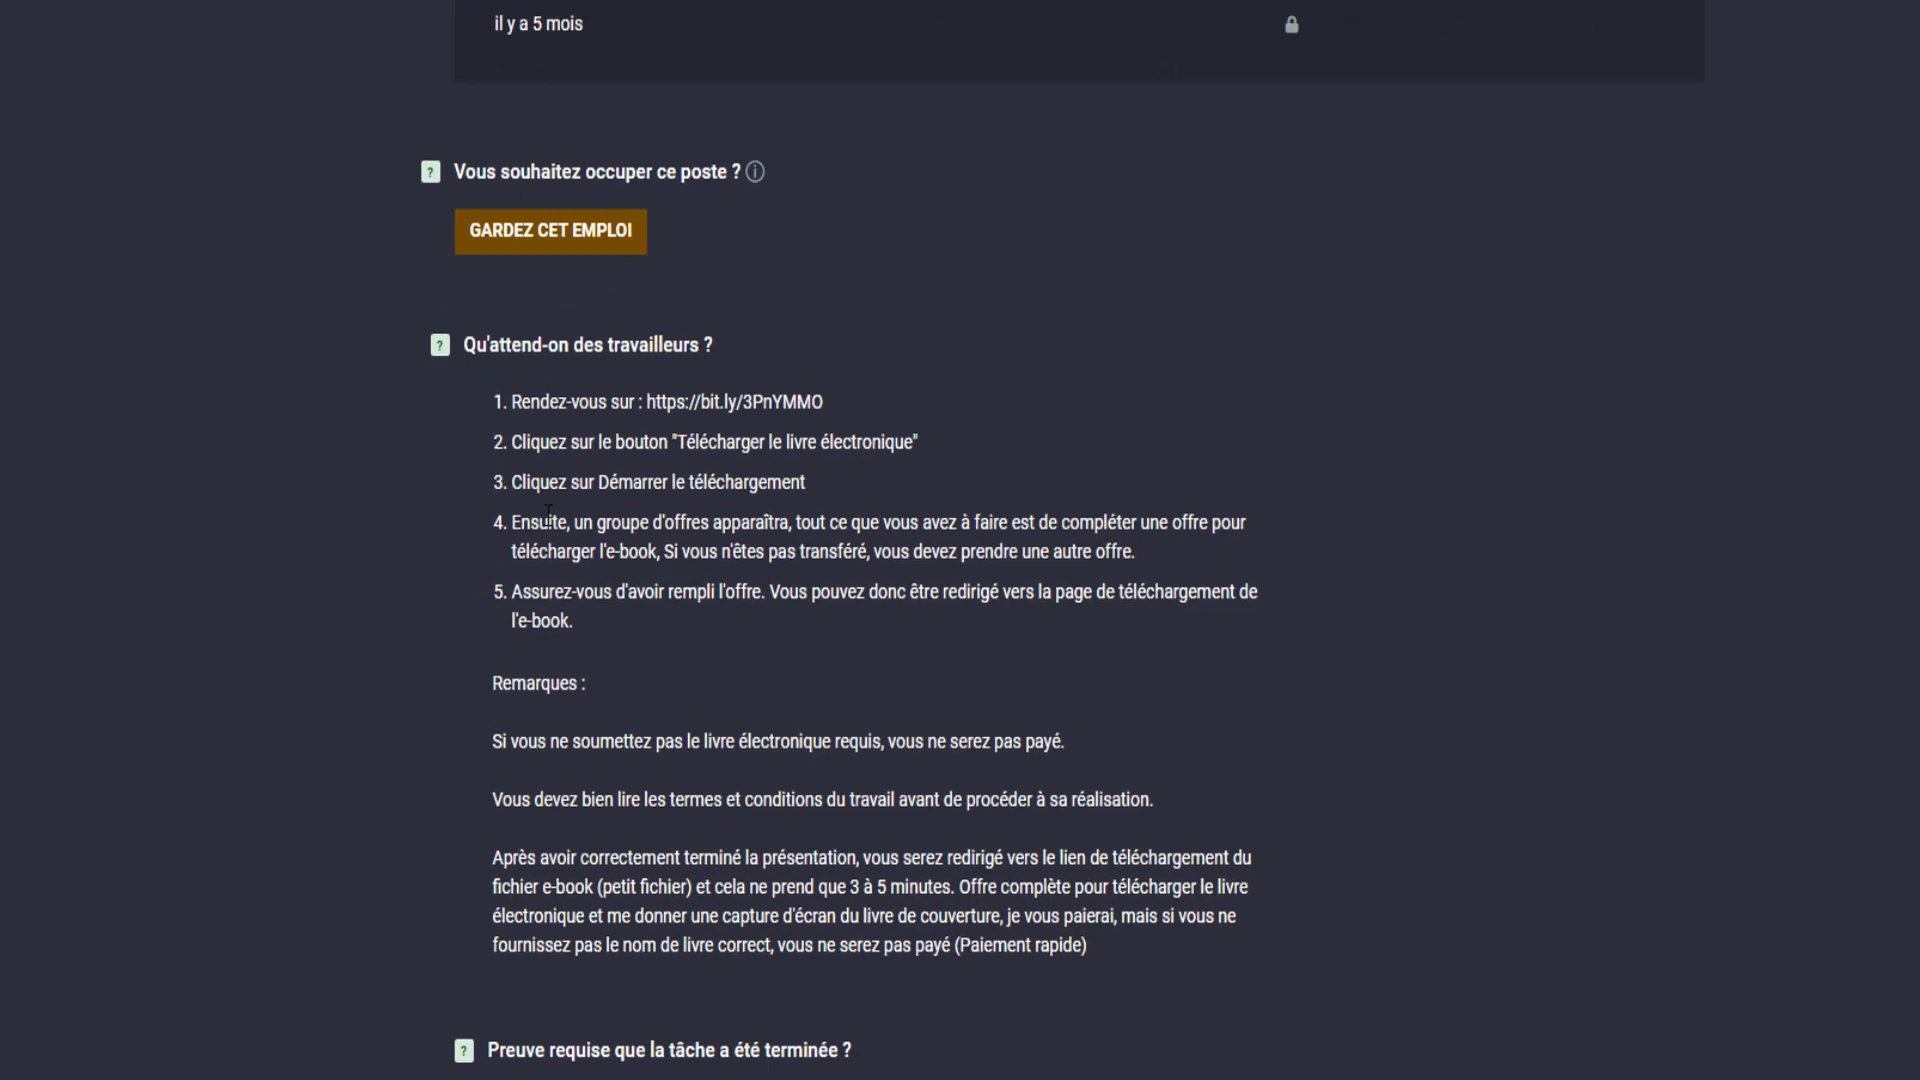 il y a 5 mois
? Vous souhaitez occuper ce poste ?
GARDEZ CET EMPLOI
? Qu'attend-on des travailleurs ?
1. Rendez-vous sur : https://bit.ly/3PnYMMO
2. Cliquez sur le bouton "Télécharger le livre électronique"
3. Cliquez sur Démarrer le téléchargement
4. Ensuite, un groupe d'offres apparaîtra, tout ce que vous avez à faire est de compléter une offre pour
télécharger l'e-book, Si vous n'êtes pas transféré, vous devez prendre une autre offre.
5. Assurez-vous d'avoir rempli l'offre. Vous pouvez donc être redirigé vers la page de téléchargement de
l'e-book.
Remarques :
Si vous ne soumettez pas le livre électronique requis, vous ne serez pas payé.
Vous devez bien lire les termes et conditions du travail avant de procéder à sa réalisation.
Après avoir correctement terminé la présentation, vous serez redirigé vers le lien de téléchargement du
fichier e-book (petit fichier) et cela ne prend que 3 à 5 minutes. Offre complète pour télécharger le livre
électronique et me donner une capture d'écran du livre de couverture, je vous paierai, mais si vous ne
fournissez pas le nom de livre correct, vous ne serez pas payé (Paiement rapide)
? Preuve requise que la tâche a été terminée ?